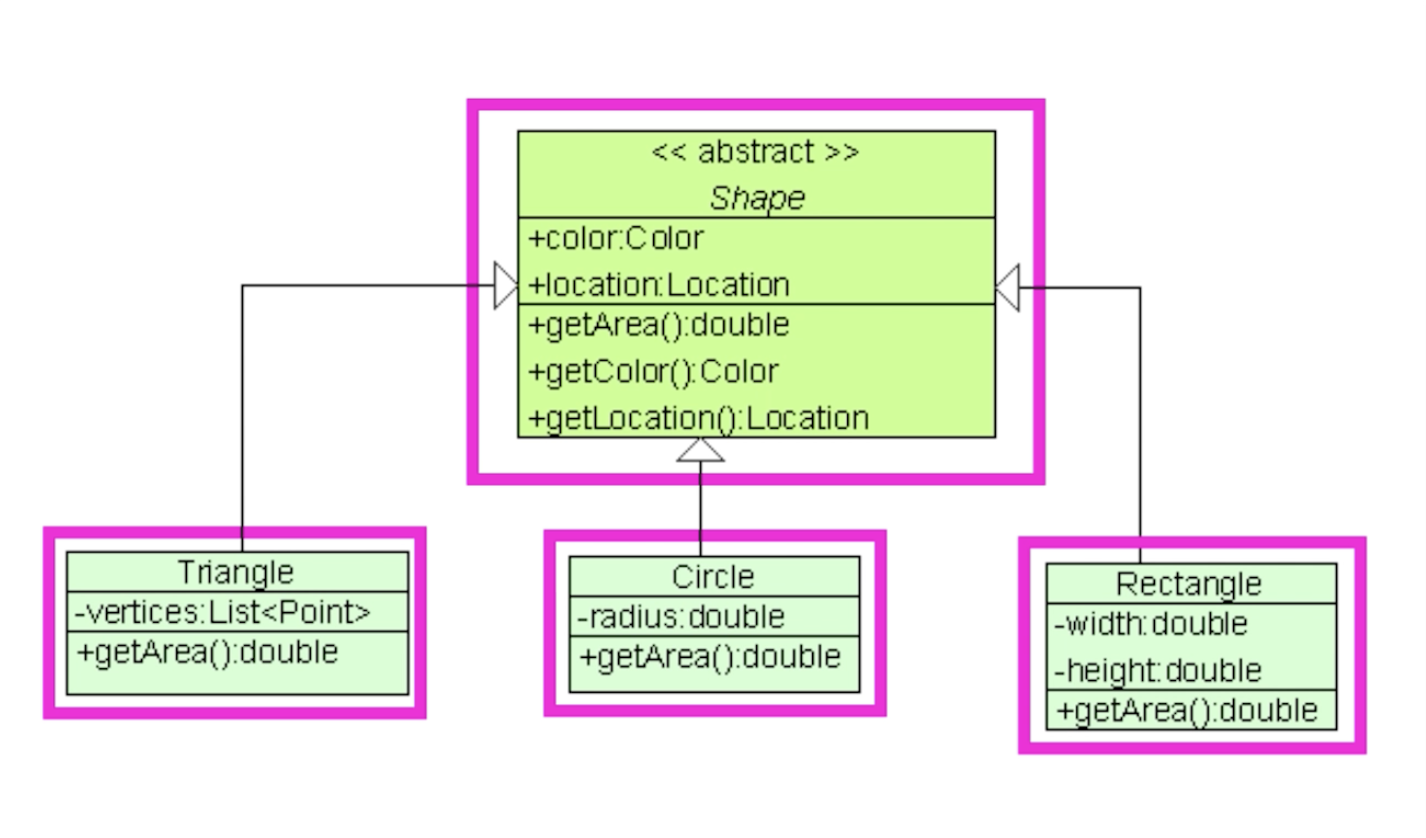 << abstract >>
Shape
+color:Color
+location:Location
+getArea():double
+getColor():Color
+getLocation():Location
Triangle
-vertices:List<Point>
+getArea():double
Circle
-radius:double
+getArea():double
Rectangle
-width:double
-height:double
+getArea():double